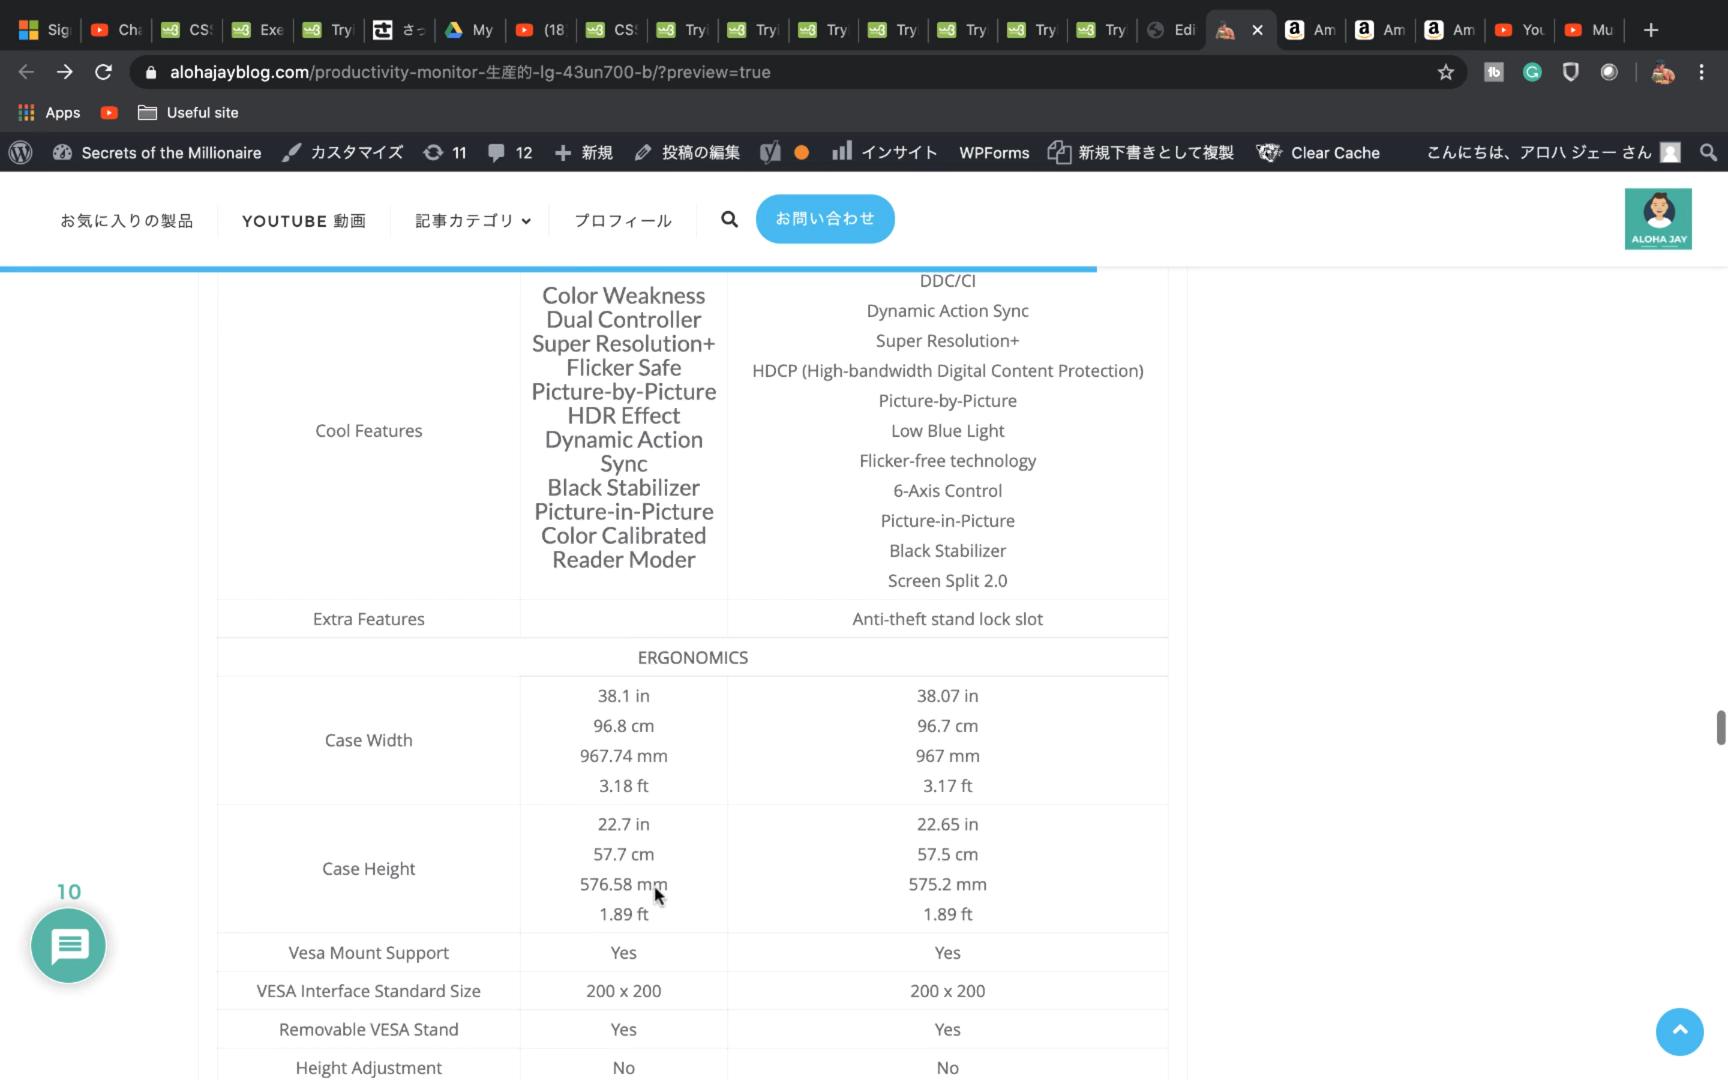 Sig
Ch
CS
Exe
Try
さっ
My
(18
CS
Try
Try
Try
Try
Try
Try
Try
Edi
Am
Am
Am
You
Mu
alohajayblog.com/productivity-monitor-生産的-lg-43un700-b/?preview=true
Apps
Useful site
Secrets of the Millionaire
カスタマイズ
11
12
新規
投稿の編集
インサイト
WPForms
新規下書きとして複製
Clear Cache
こんにちは、アロハ ジェー さん
お気に入りの製品
YOUTUBE 動画
記事カテゴリ
プロフィール
お問い合わせ
ALOHA JAY
Cool Features
Color Weakness
Dual Controller
Super Resolution+
Flicker Safe
Picture-by-Picture
HDR Effect
Dynamic Action
Sync
Black Stabilizer
Picture-in-Picture
Color Calibrated
Reader Moder
DDC/CI
Dynamic Action Sync
Super Resolution+
HDCP (High-bandwidth Digital Content Protection)
Picture-by-Picture
Low Blue Light
Flicker-free technology
6-Axis Control
Picture-in-Picture
Black Stabilizer
Screen Split 2.0
Extra Features
Anti-theft stand lock slot
ERGONOMICS
Case Width
38.1 in
96.8 cm
967.74 mm
3.18 ft
38.07 in
96.7 cm
967 mm
3.17 ft
Case Height
22.7 in
57.7 cm
576.58 mm
1.89 ft
22.65 in
57.5 cm
575.2 mm
1.89 ft
Vesa Mount Support
Yes
Yes
VESA Interface Standard Size
200 x 200
200 x 200
Removable VESA Stand
Yes
Yes
Height Adjustment
No
No
10